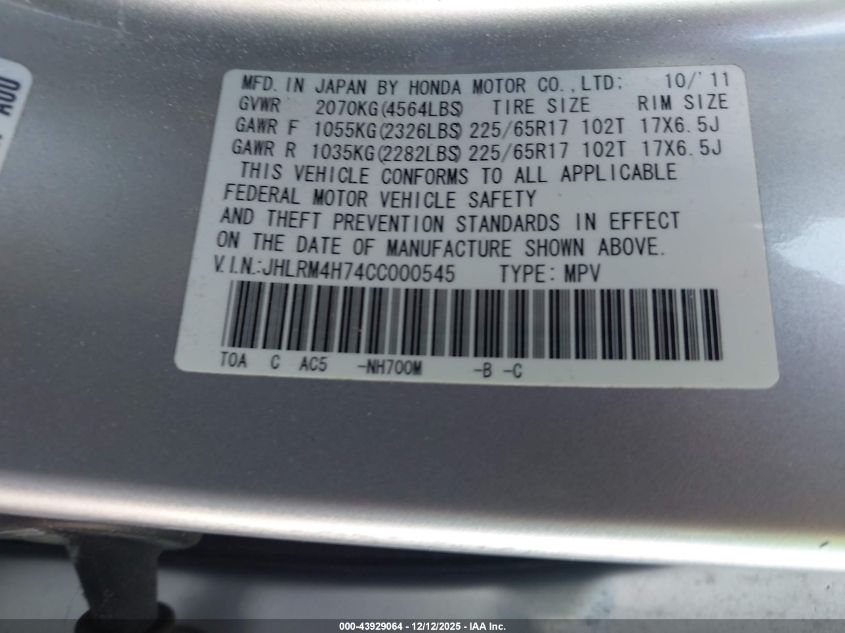 A00
MFD. IN JAPAN BY HONDA MOTOR CO., LTD: 10/'11
GVWR 2070KG(4564LBS) TIRE SIZE RIM SIZE
GAWR F 1055KG(2326LBS) 225/65R17 102T 17X6.5J
GAWR R 1035KG(2282LBS) 225/65R17 102T 17X6.5J
THIS VEHICLE CONFORMS TO ALL APPLICABLE
FEDERAL MOTOR VEHICLE SAFETY
AND THEFT PREVENTION STANDARDS IN EFFECT
ON THE DATE OF MANUFACTURE SHOWN ABOVE.
V.I.N.:JHLRM4H74CC000545 TYPE: MPV
TOA C AC5 -NH700M -B -C
000-43929064 - 12/12/2025 - IAA Inc.